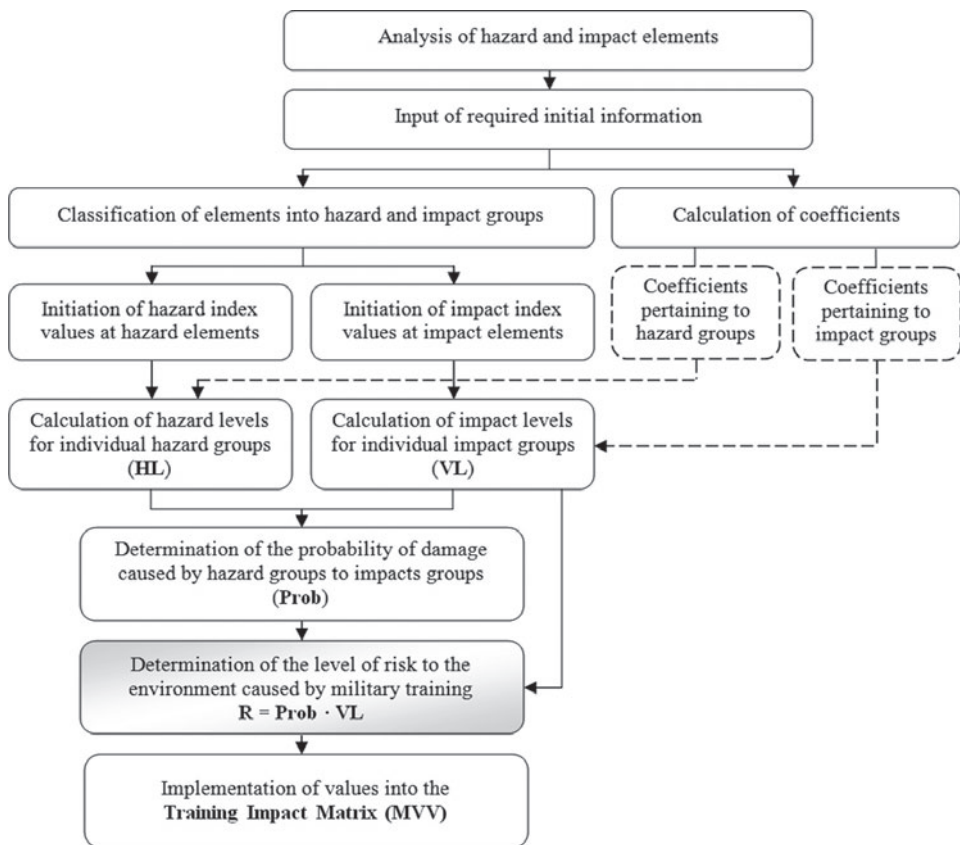 Analysis of hazard and impact elements
Input of required initial information
Classification of elements into hazard and impact groups
Calculation of coefficients
Initiation of hazard index
values at hazard elements
Initiation of impact index
values at impact elements
Coefficients
pertaining to
hazard groups
Coefficients
pertaining to
impact groups
Calculation of hazard levels
for individual hazard groups
(HL)
Calculation of impact levels
for individual impact groups
(VL)
Determination of the probability of damage
caused by hazard groups to impacts groups
(Prob)
Determination of the level of risk to the
environment caused by military training
R = Prob · VL
Implementation of values into the
Training Impact Matrix (MVV)